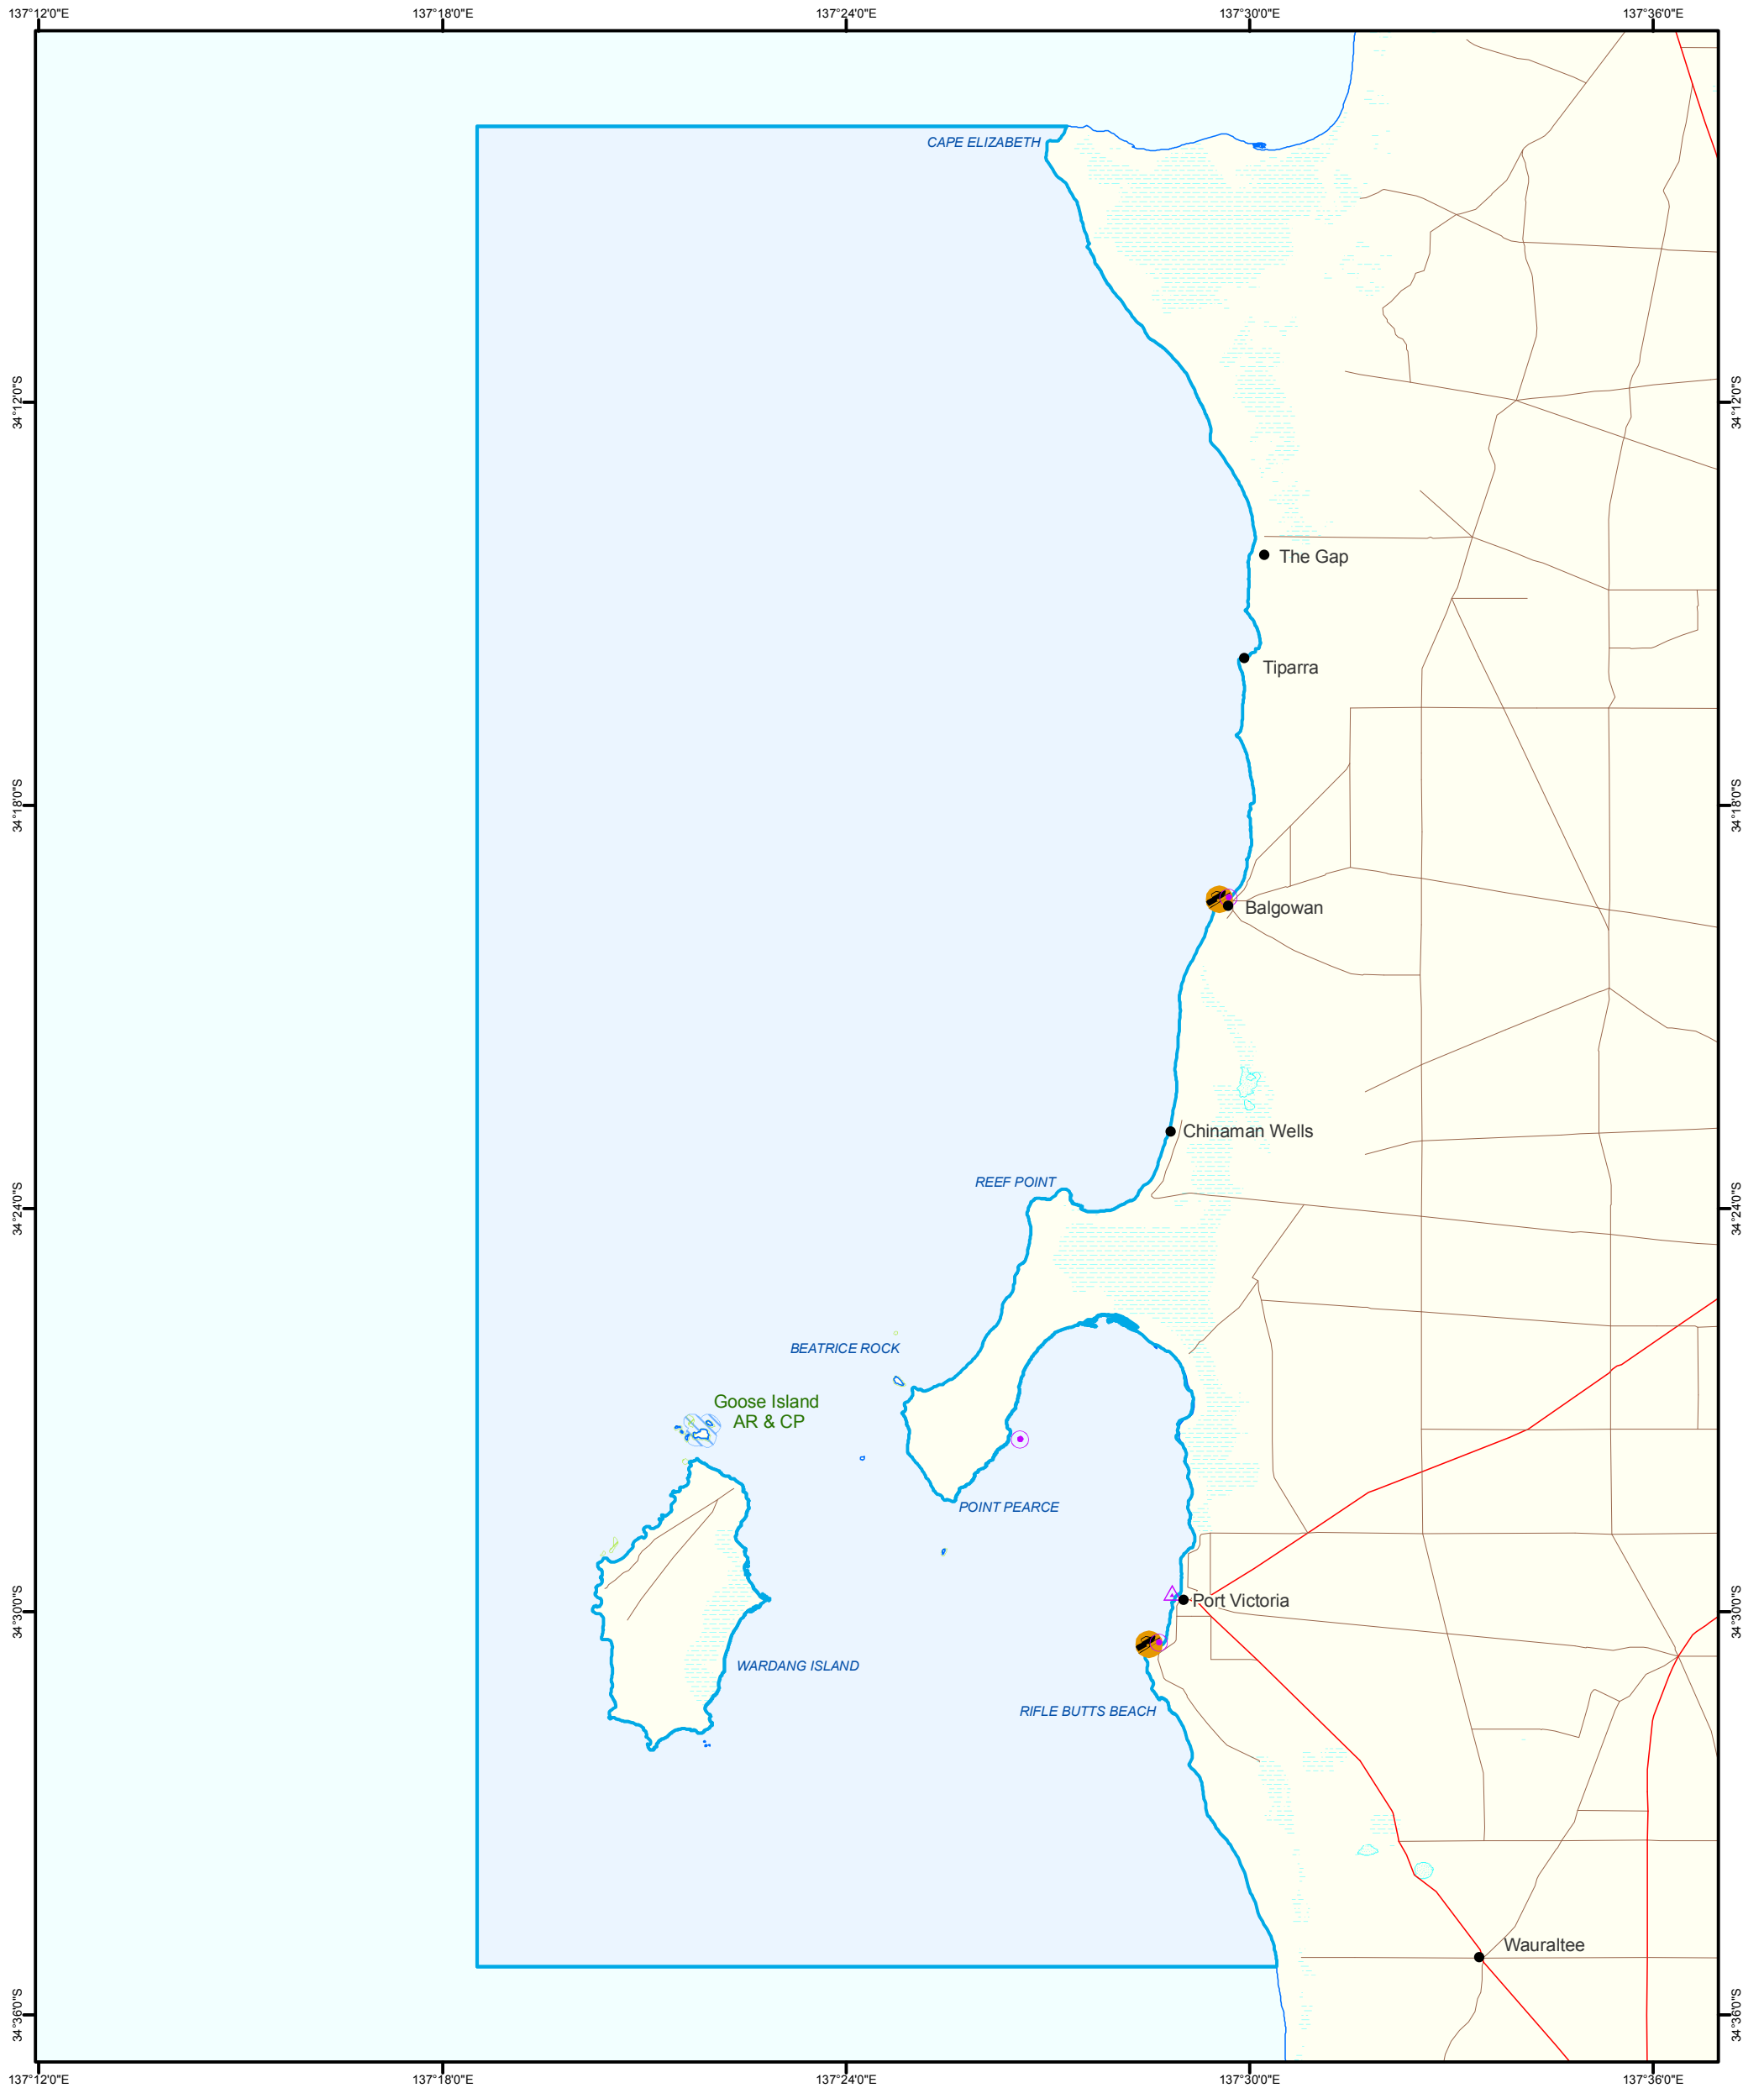 137°12'0"E
137°18'0"E
137°24'0"E
137°30'0"E
137°36'0"E
CAPE ELIZABETH
34°12'0"S
34°12'0"S
The Gap
Tiparra
34°18'0"S
34°18'0"S
Balgowan
Chinaman Wells
REEF POINT
34°24'0"S
34°24'0"S
BEATRICE ROCK
Goose Island
AR & CP
POINT PEARCE
Port Victoria
34°30'0"S
34°30'0"S
WARDANG ISLAND
RIFLE BUTTS BEACH
Wauraltee
34°36'0"S
34°36'0"S
137°12'0"E
137°18'0"E
137°24'0"E
137°30'0"E
137°36'0"E